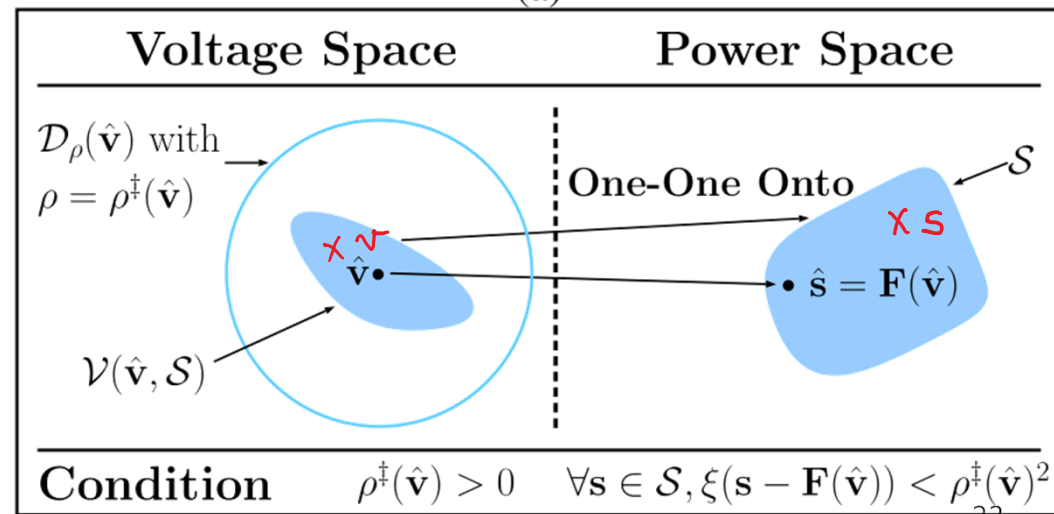 (a)
Voltage Space
Power Space
𝒟ρ(v̂) with
ρ = ρ‡(v̂)
One-One Onto
𝒮
x v
x s
v̂
ŝ = F(v̂)
𝒱(v̂, 𝒮)
Condition
ρ‡(v̂) > 0
∀s ∈ 𝒮, ξ(s − F(v̂)) < ρ‡(v̂)²